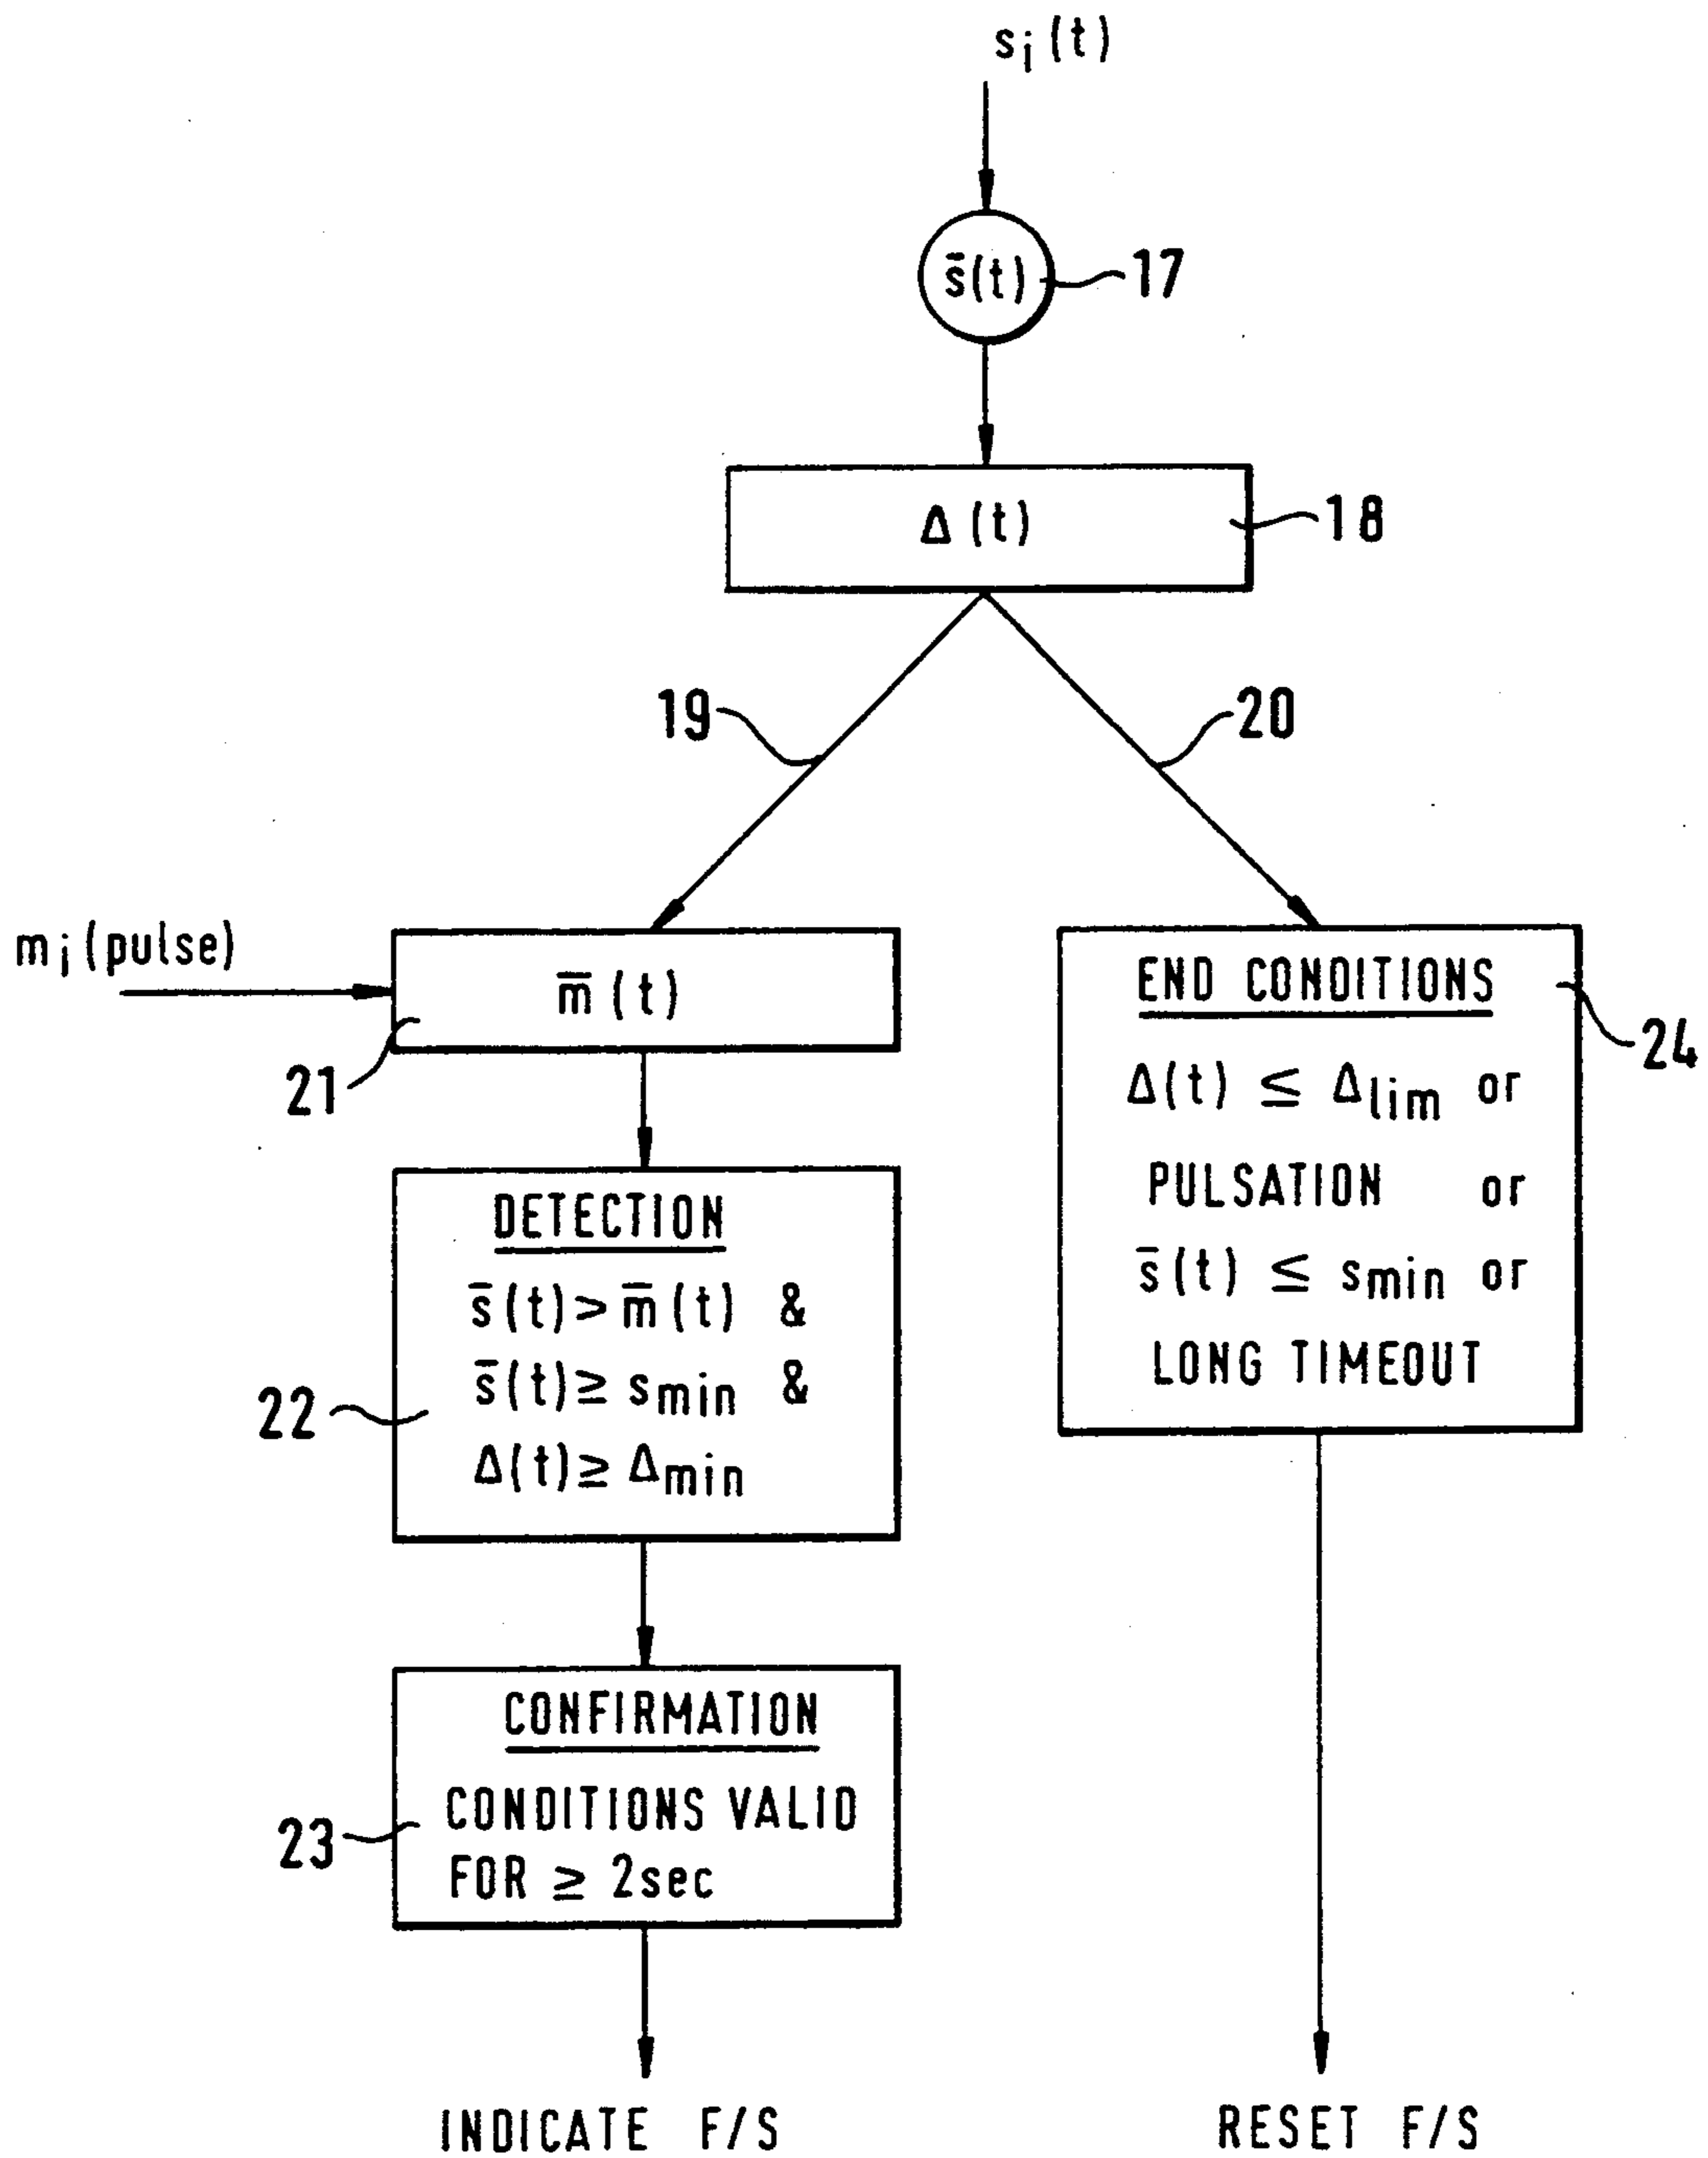 sᵢ(t)
s̄(t)
17
Δ(t)
18
19
20
mᵢ(pulse)
m̄(t)
21
DETECTION
s̄(t) > m̄(t) &
s̄(t) ≥ smin &
Δ(t) ≥ Δmin
22
CONFIRMATION
CONDITIONS VALID
FOR ≥ 2sec
23
INDICATE F/S
END CONDITIONS
Δ(t) ≤ Δlim or
PULSATION or
s̄(t) ≤ smin or
LONG TIMEOUT
24
RESET F/S